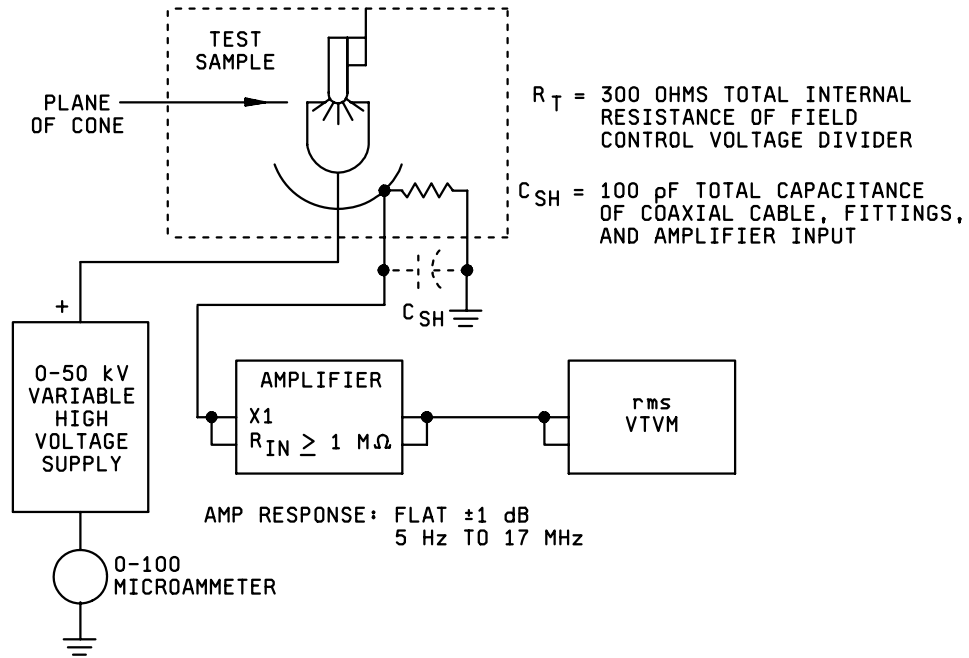 TEST
SAMPLE
PLANE
OF CONE
R T = 300 OHMS TOTAL INTERNAL
RESISTANCE OF FIELD
CONTROL VOLTAGE DIVIDER
C SH = 100 pF TOTAL CAPACITANCE
OF COAXIAL CABLE, FITTINGS,
AND AMPLIFIER INPUT
+
C SH
0-50 kV
VARIABLE
HIGH
VOLTAGE
SUPPLY
AMPLIFIER
X1
R IN ≥ 1 MΩ
rms
VTVM
AMP RESPONSE: FLAT ±1 dB
5 Hz TO 17 MHz
0-100
MICROAMMETER